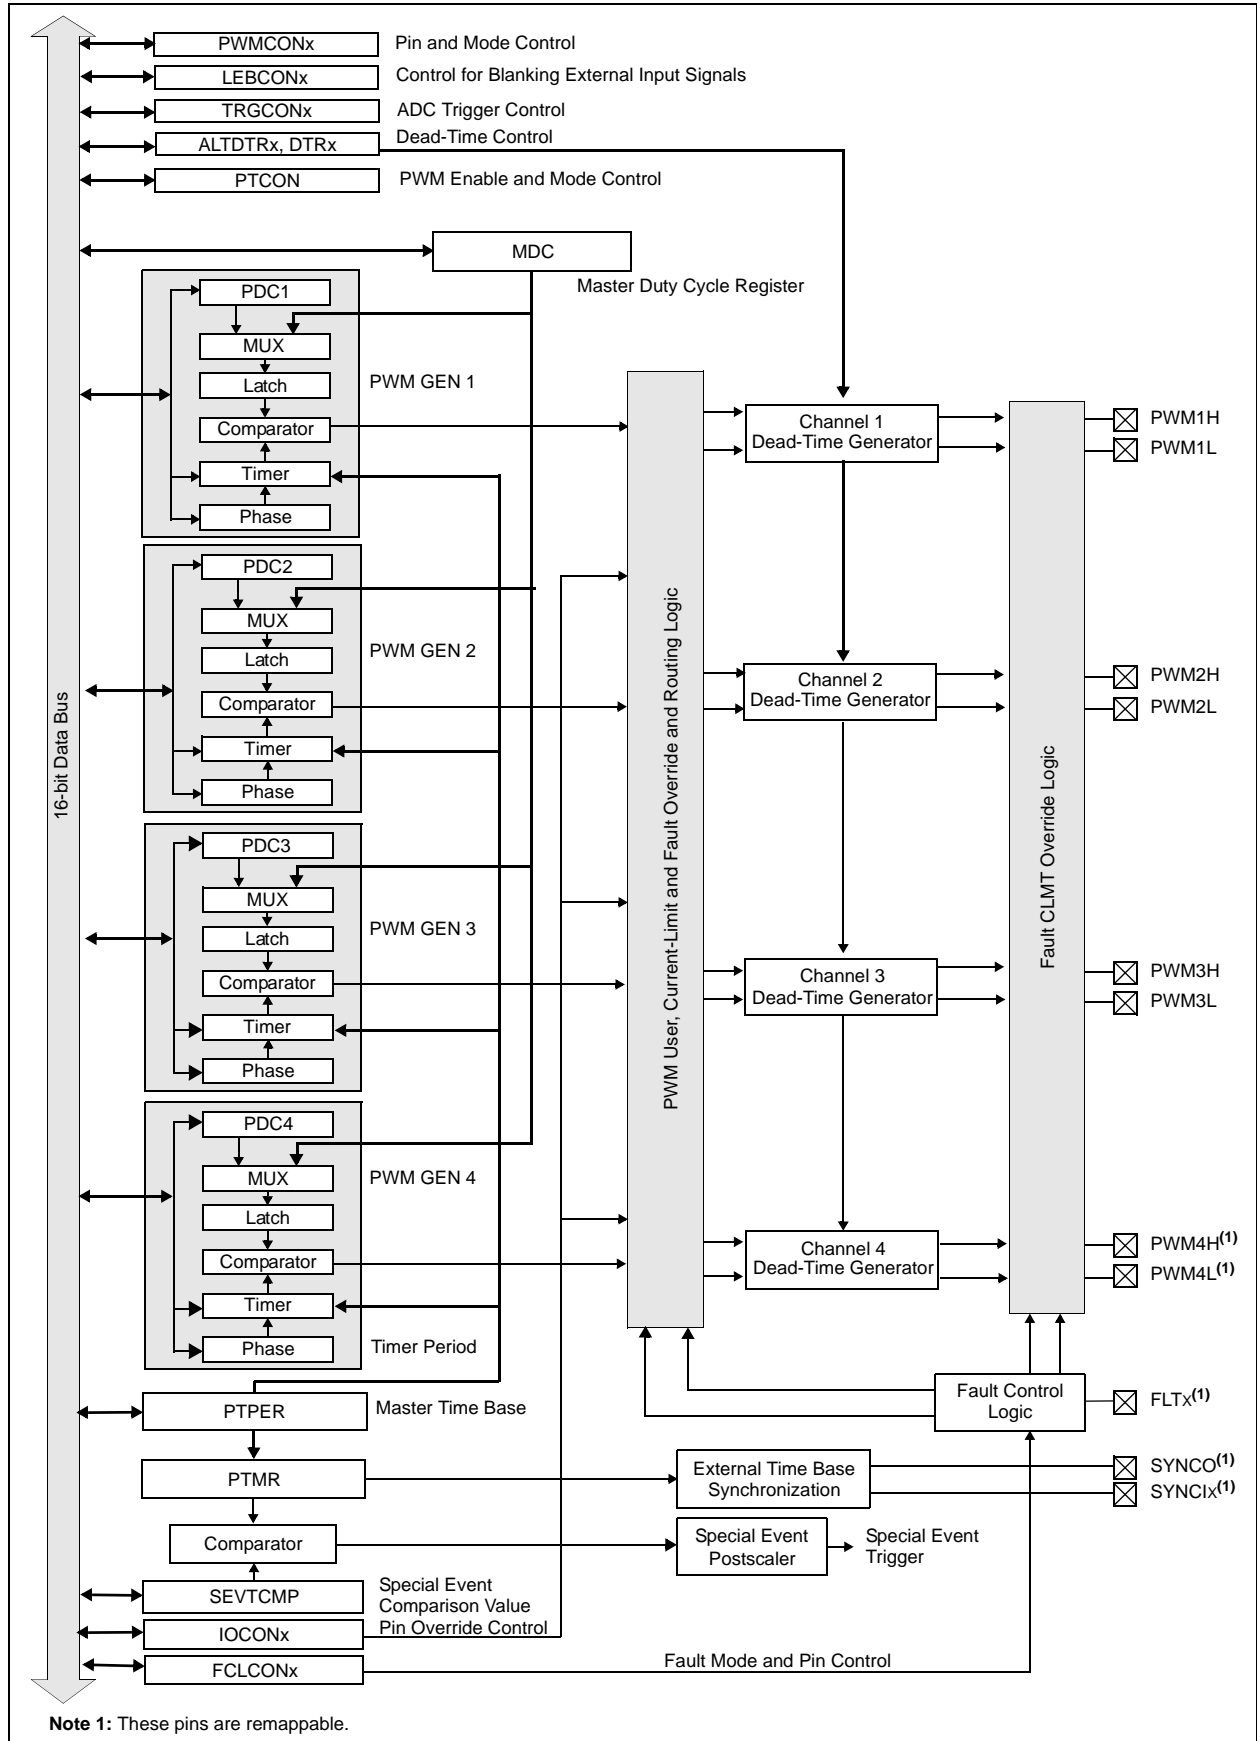 PWMCONx
Pin and Mode Control
LEBCONx
Control for Blanking External Input Signals
TRGCONx
ADC Trigger Control
ALTDTRx, DTRx
Dead-Time Control
PTCON
PWM Enable and Mode Control
MDC
Master Duty Cycle Register
16-bit Data Bus
PDC1
MUX
Latch
Comparator
Timer
Phase
PWM GEN 1
PDC2
MUX
Latch
Comparator
Timer
Phase
PWM GEN 2
PDC3
MUX
Latch
Comparator
Timer
Phase
PWM GEN 3
PDC4
MUX
Latch
Comparator
Timer
Phase
PWM GEN 4
Timer Period
PWM User, Current-Limit and Fault Override and Routing Logic
Channel 1
Dead-Time Generator
Channel 2
Dead-Time Generator
Channel 3
Dead-Time Generator
Channel 4
Dead-Time Generator
Fault CLMT Override Logic
PWM1H
PWM1L
PWM2H
PWM2L
PWM3H
PWM3L
PWM4H(1)
PWM4L(1)
PTPER
Master Time Base
Fault Control
Logic
FLTX(1)
PTMR
External Time Base
Synchronization
SYNCO(1)
SYNCIX(1)
Comparator
Special Event
Postscaler
Special Event
Trigger
SEVTCMP
Special Event
Comparison Value
IOCONx
Pin Override Control
FCLCONx
Fault Mode and Pin Control
Note 1: These pins are remappable.